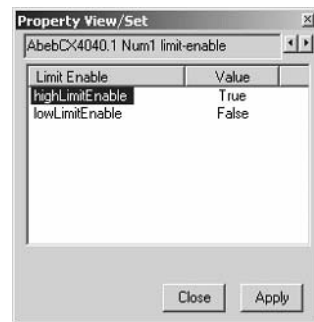 Property View/Set
AbebCX4040.1 Num1 limit-enable
Limit Enable Value
highLimitEnable True
lowLimitEnable False
Close Apply